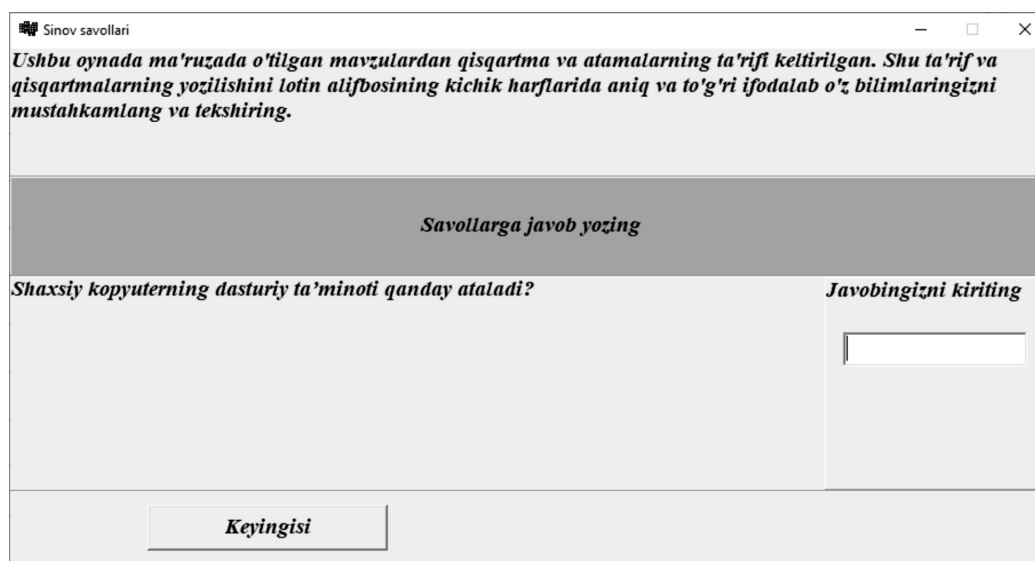 Sinov savollari
Ushbu oynada ma'ruzada o'tilgan mavzulardan qisqartma va atamalarning ta'rifi keltirilgan. Shu ta'rif va
qisqartmalarning yozilishini lotin alifbosining kichik harflarida aniq va to'g'ri ifodalab o'z bilimlaringizni
mustahkamlang va tekshiring.
Savollarga javob yozing
Shaxsiy kopyuterning dasturiy ta’minoti qanday ataladi?
Javobingizni kiriting
Keyingisi